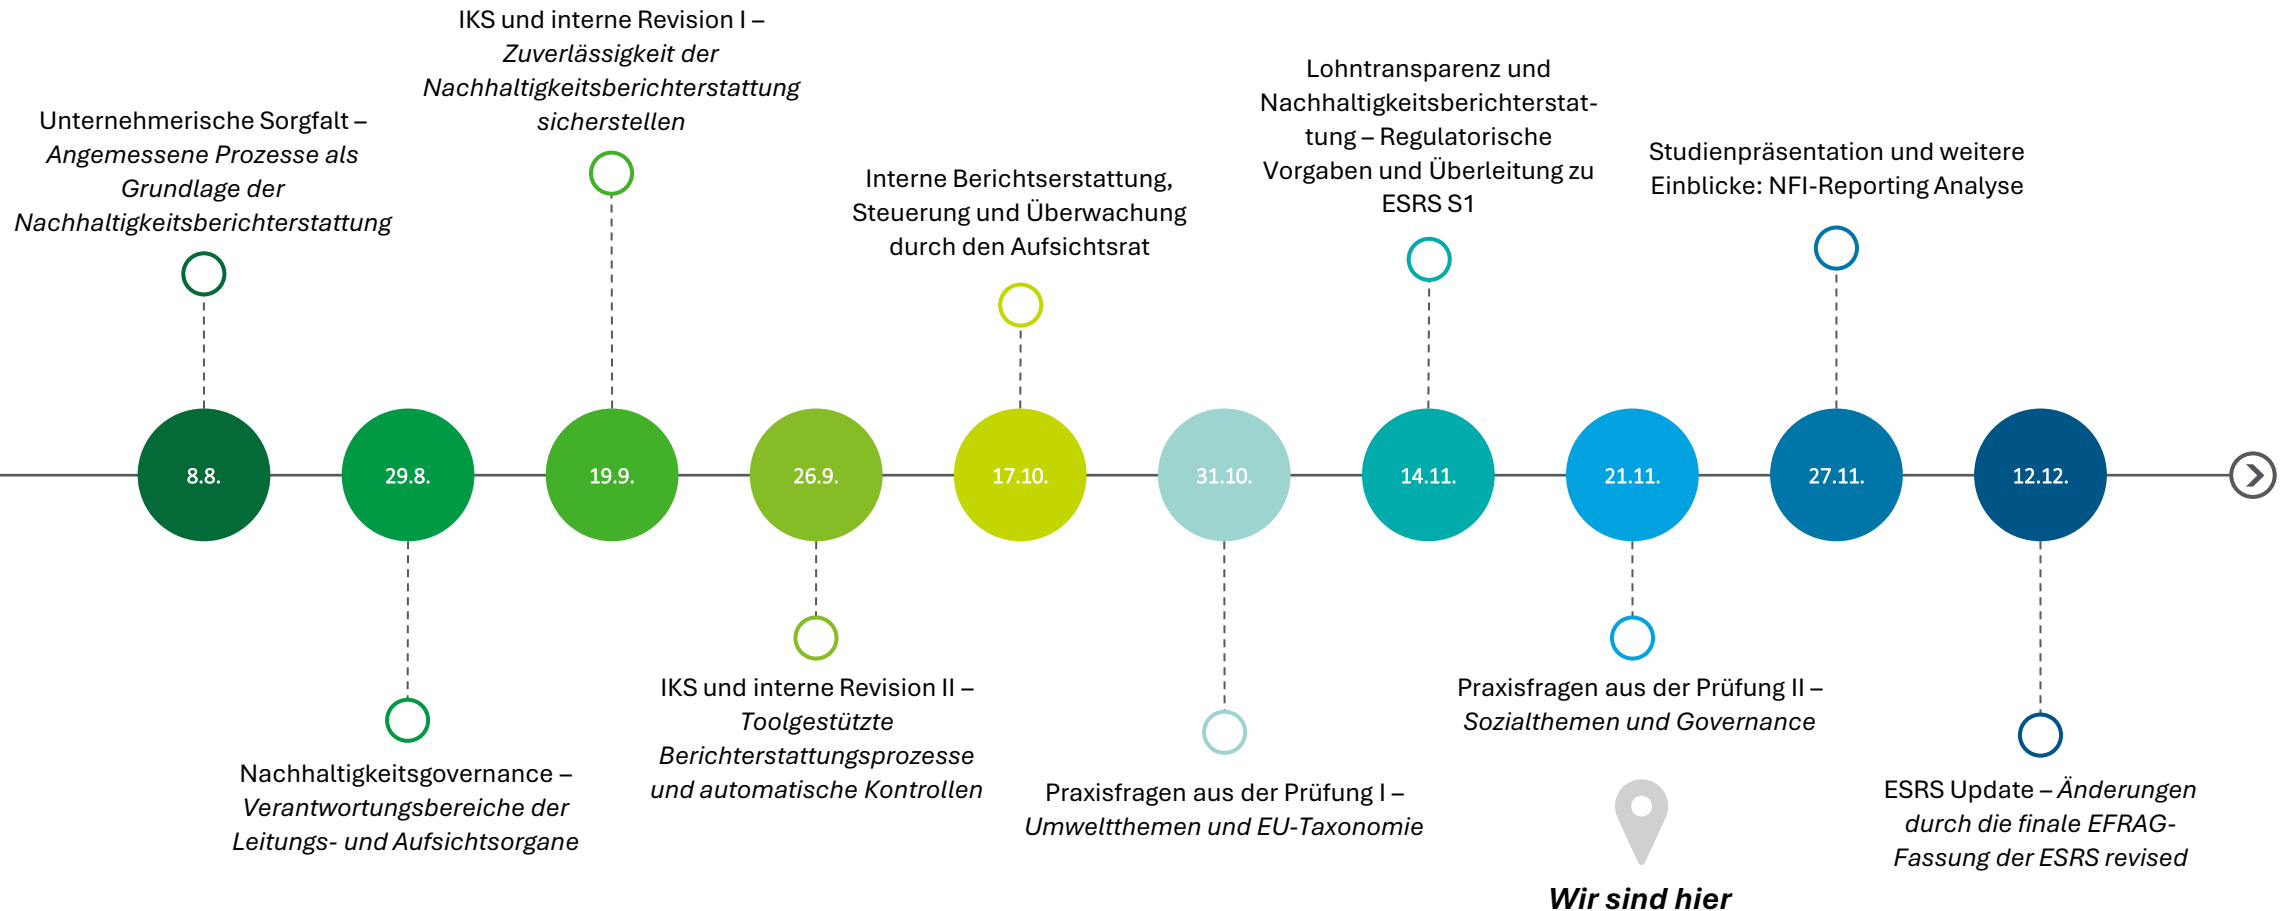 IKS und interne Revision I –
Zuverlässigkeit der
Nachhaltigkeitsberichterstattung
sicherstellen
Unternehmerische Sorgfalt –
Angemessene Prozesse als
Grundlage der
Nachhaltigkeitsberichterstattung
Interne Berichtserstattung,
Steuerung und Überwachung
durch den Aufsichtsrat
Lohntransparenz und
Nachhaltigkeitsberichterstat-
tung – Regulatorische
Vorgaben und Überleitung zu
ESRS S1
Studienpräsentation und weitere
Einblicke: NFI-Reporting Analyse
8.8.
29.8.
19.9.
26.9.
17.10.
31.10.
14.11.
21.11.
27.11.
12.12.
Nachhaltigkeitsgovernance –
Verantwortungsbereiche der
Leitungs- und Aufsichtsorgane
IKS und interne Revision II –
Toolgestützte
Berichterstattungsprozesse
und automatische Kontrollen
Praxisfragen aus der Prüfung I –
Umweltthemen und EU-Taxonomie
Praxisfragen aus der Prüfung II –
Sozialthemen und Governance
Wir sind hier
ESRS Update – Änderungen
durch die finale EFRAG-
Fassung der ESRS revised